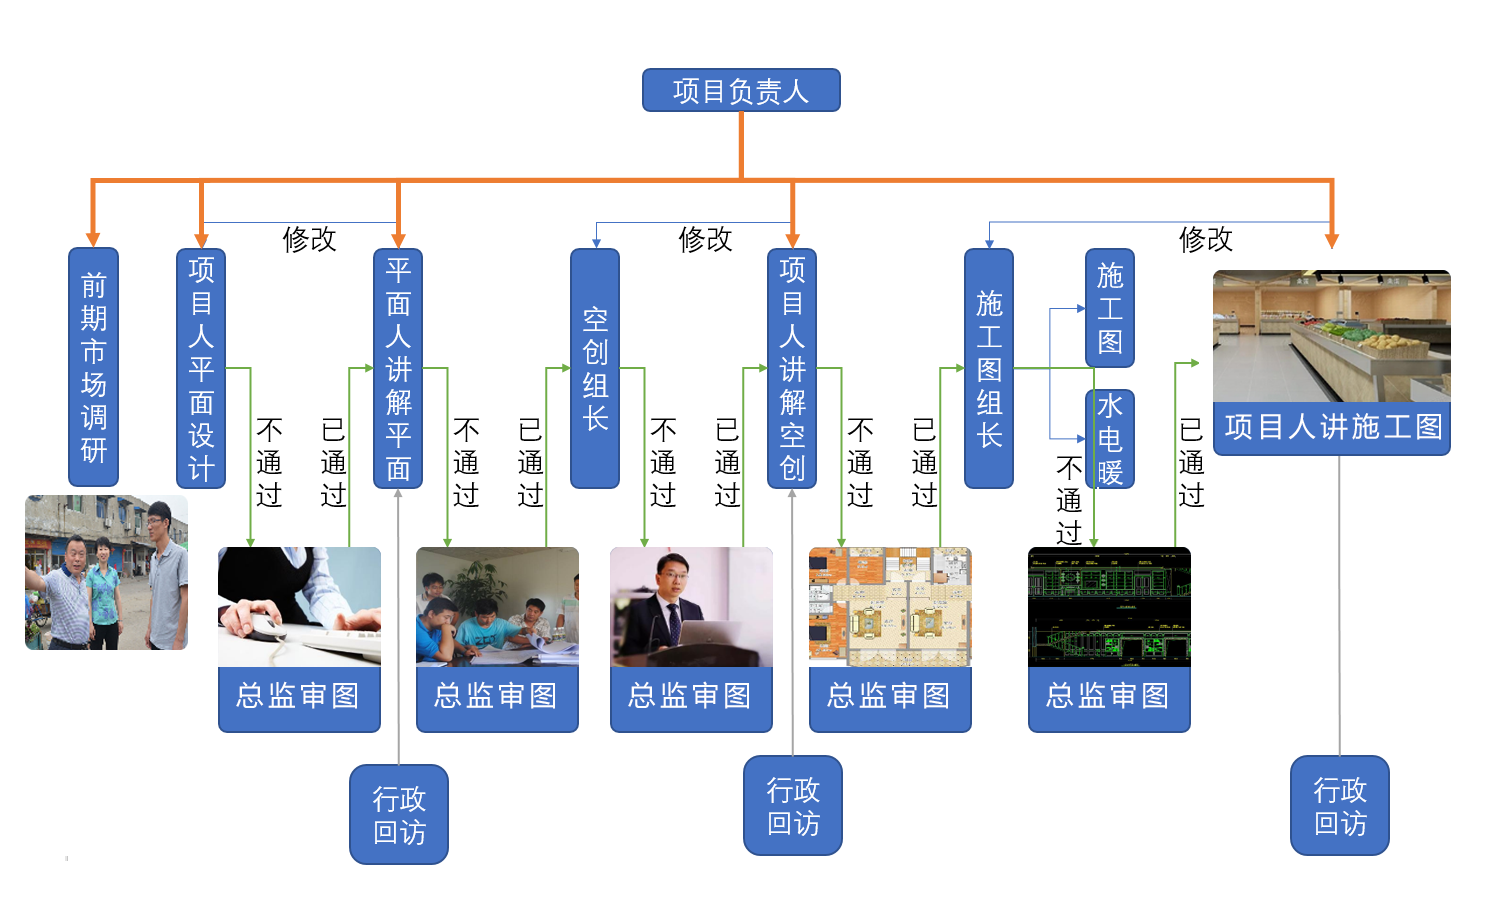 项目负责人
修改
修改
修改
前期市场调研
项目人平面设计
平面人讲解平面
空创组长
项目人讲解空创
施工图组长
施工图
水电暖
项目人讲施工图
不通过
已通过
不通过
已通过
不通过
已通过
不通过
已通过
不通过
已通过
总监审图
总监审图
总监审图
总监审图
总监审图
行政
回访
行政
回访
行政
回访